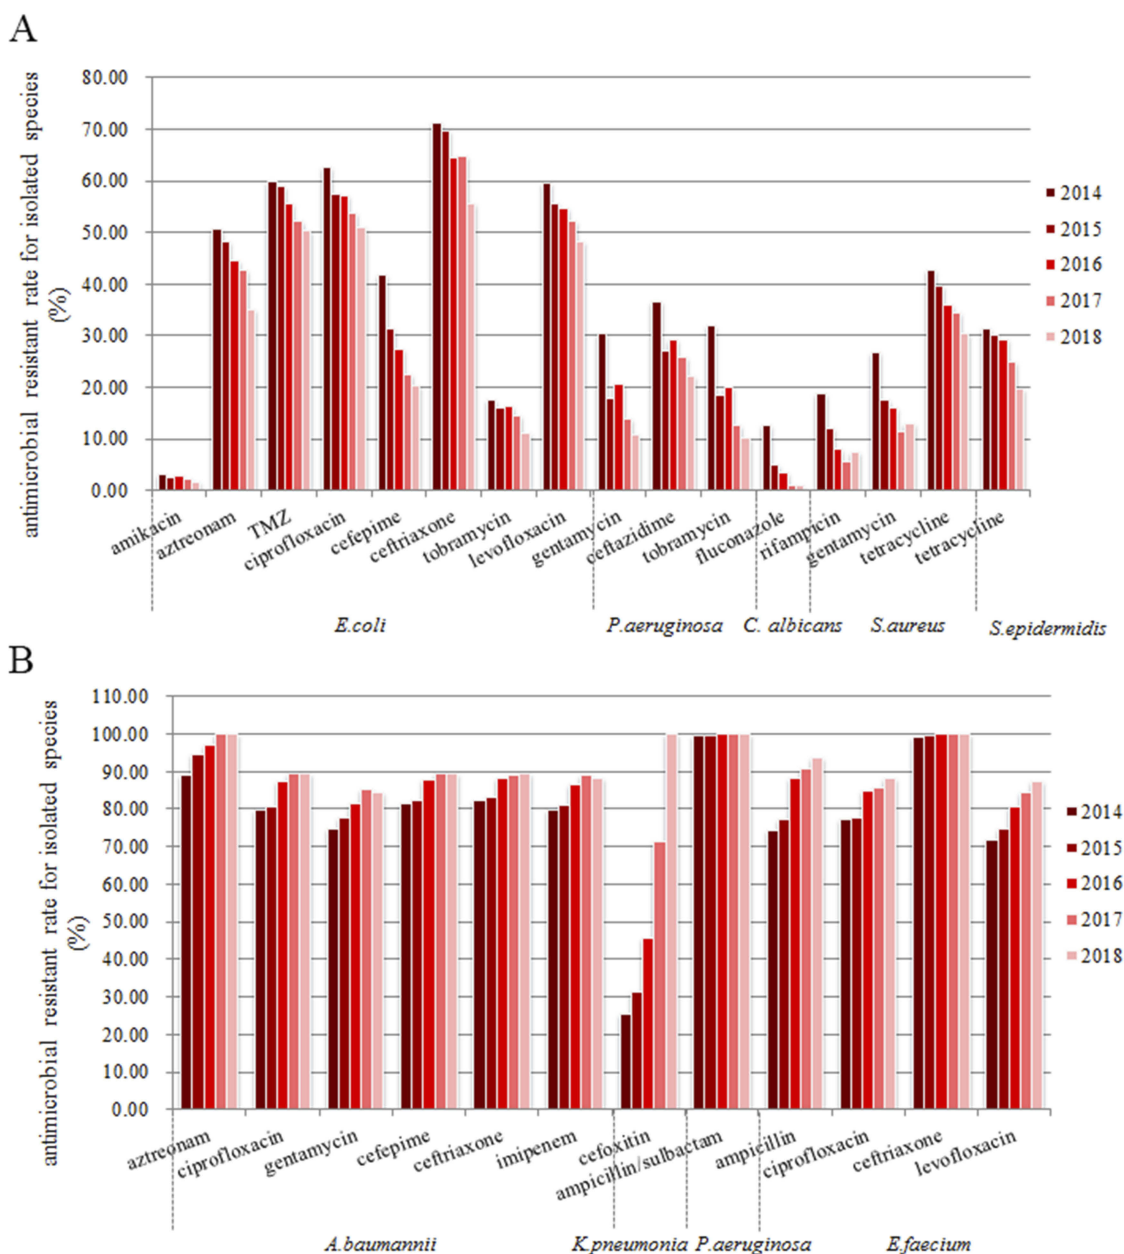 A
antimicrobial resistant rate for isolated species
(%)
80.00
70.00
60.00
50.00
40.00
30.00
20.00
10.00
0.00
2014
2015
2016
2017
2018
amikacin
aztreonam
TMZ
ciprofloxacin
cefepime
ceftriaxone
tobramycin
levofloxacin
gentamycin
ceftazidime
tobramycin
fluconazole
rifampicin
gentamycin
tetracycline
tetracycline
E.coli
P.aeruginosa
C. albicans
S.aureus
S.epidermidis
B
antimicrobial resistant rate for isolated species
(%)
110.00
100.00
90.00
80.00
70.00
60.00
50.00
40.00
30.00
20.00
10.00
0.00
2014
2015
2016
2017
2018
aztreonam
ciprofloxacin
gentamycin
cefepime
ceftriaxone
imipenem
cefoxitin
ampicillin/sulbactam
ampicillin
ciprofloxacin
ceftriaxone
levofloxacin
A.baumannii
K.pneumonia
P.aeruginosa
E.faecium